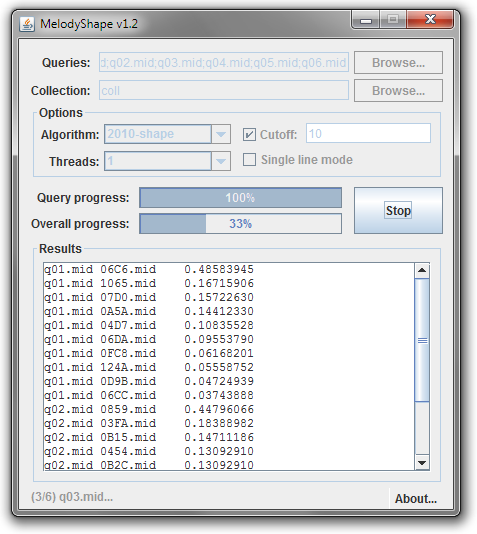 MelodyShape v1.2
Queries: d;q02.mid;q03.mid;q04.mid;q05.mid;q06.mid Browse...
Collection: coll Browse...
Options
Algorithm: 2010-shape Cutoff: 10
Threads: 1 Single line mode
Query progress: 100% Stop
Overall progress: 33%
Results
q01.mid 06C6.mid 0.48583945
q01.mid 1065.mid 0.16715906
q01.mid 07D0.mid 0.15722630
q01.mid 0A5A.mid 0.14412330
q01.mid 04D7.mid 0.10835528
q01.mid 06DA.mid 0.09553790
q01.mid 0FC8.mid 0.06168201
q01.mid 124A.mid 0.05558752
q01.mid 0D9B.mid 0.04724939
q01.mid 06CC.mid 0.03743888
q02.mid 0859.mid 0.44796066
q02.mid 03FA.mid 0.18388982
q02.mid 0B15.mid 0.14711186
q02.mid 0454.mid 0.13092910
q02.mid 0B2C.mid 0.13092910
(3/6) q03.mid... About...